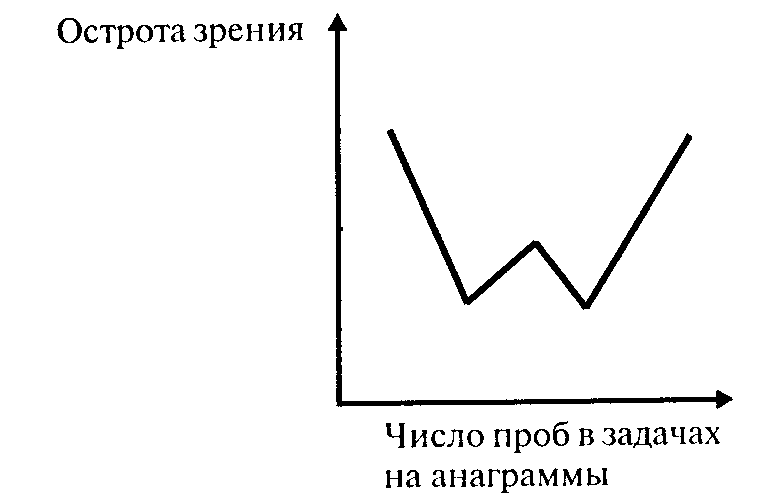 Острота зрения
Число проб в задачах
на анаграммы